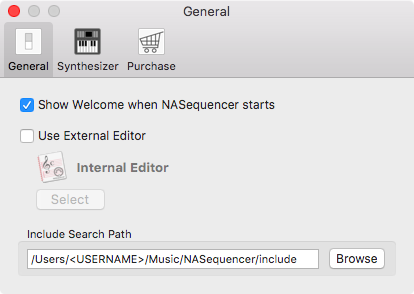 General
General Synthesizer Purchase
Show Welcome when NASequencer starts
Use External Editor
Internal Editor
Select
Include Search Path
/Users/<USERNAME>/Music/NASequencer/include Browse